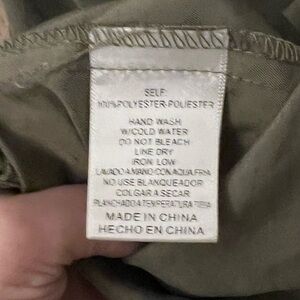 SELF
100%POLYESTER-POLIESTER
HAND WASH
W/COLD WATER
DO NOT BLEACH
LINE DRY
IRON LOW
LAVADO A MANO CON AQUA FRIA
NO USE BLANQUEADOR
COLGAR A SECAR
PLANCHADO A TEMPERATURA TIBIA
MADE IN CHINA
HECHO EN CHINA